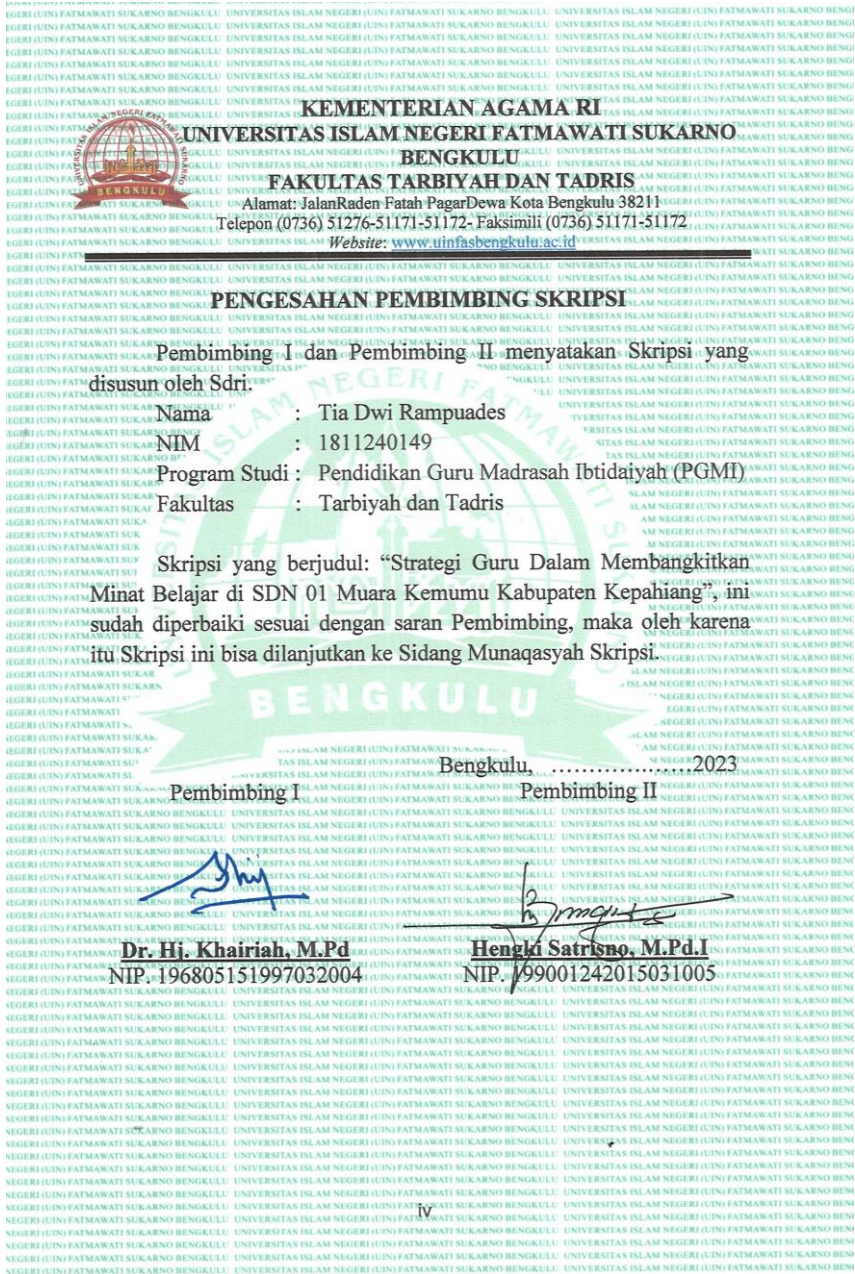 KEMENTERIAN AGAMA RI
UNIVERSITAS ISLAM NEGERI FATMAWATI SUKARNO
BENGKULU
FAKULTAS TARBIYAH DAN TADRIS
Alamat: JalanRaden Fatah PagarDewa Kota Bengkulu 38211
Telepon (0736) 51276-51171-51172- Faksimili (0736) 51171-51172
Website: www.uinfasbengkulu.ac.id
BENGKULU
PENGESAHAN PEMBIMBING SKRIPSI
Pembimbing I dan Pembimbing II menyatakan Skripsi yang
disusun oleh Sdri.
Nama : Tia Dwi Rampuades
NIM : 1811240149
Program Studi : Pendidikan Guru Madrasah Ibtidaiyah (PGMI)
Fakultas : Tarbiyah dan Tadris
Skripsi yang berjudul: “Strategi Guru Dalam Membangkitkan
Minat Belajar di SDN 01 Muara Kemumu Kabupaten Kepahiang”, ini
sudah diperbaiki sesuai dengan saran Pembimbing, maka oleh karena
itu Skripsi ini bisa dilanjutkan ke Sidang Munaqasyah Skripsi.
BENGKULU
Bengkulu, ....................2023
Pembimbing I Pembimbing II
Dr. Hj. Khairiah, M.Pd Hengki Satrisno, M.Pd.I
NIP. 196805151997032004 NIP. 199001242015031005
iv